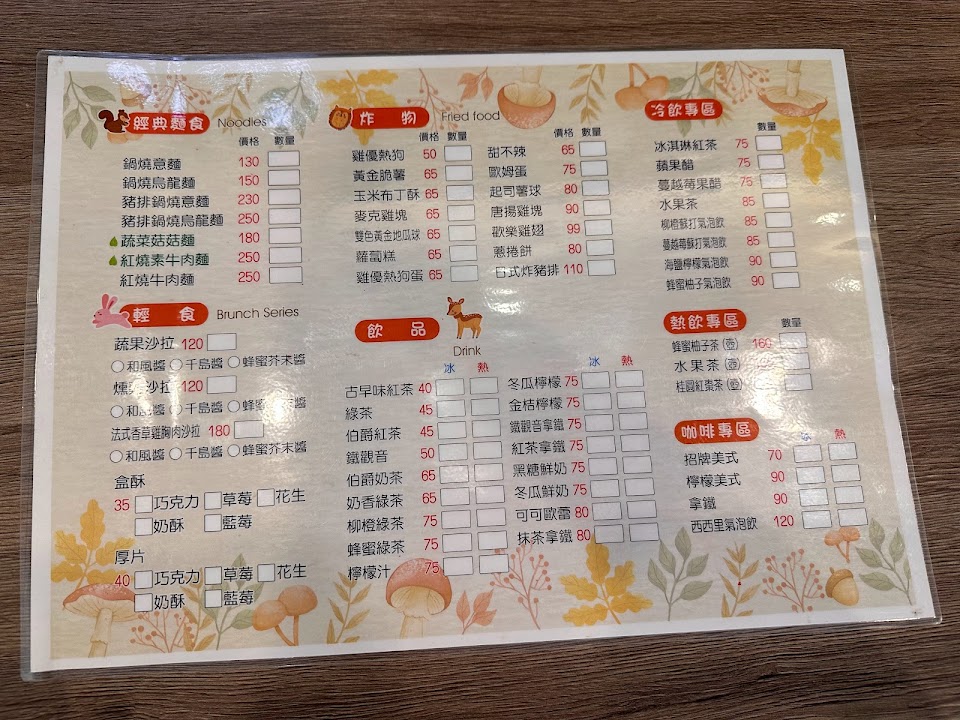 經典麵食 Noodles
價格 數量
鍋燒意麵 130
鍋燒烏龍麵 150
豬排鍋燒意麵 230
豬排鍋燒烏龍麵 250
蔬菜菇菇麵 180
紅燒素牛肉麵 250
紅燒牛肉麵 250
輕 食 Brunch Series
蔬果沙拉 120
和風醬 千島醬 蜂蜜芥末醬
沙拉 120
和風醬 千島醬 蜂蜜芥末醬
法式香草雞胸肉沙拉 180
和風醬 千島醬 蜂蜜芥末醬
盒酥
35 巧克力 草莓 花生
奶酥 藍莓
厚片
40 巧克力 草莓 花生
奶酥 藍莓
炸 物 Fried food
價格 數量
雞優熱狗 50
黃金脆薯 65
玉米布丁酥 65
麥克雞塊 65
雙色黃金地瓜球 65
蘿蔔糕 65
雞優熱狗蛋 65
價格 數量
甜不辣 65
歐姆蛋 75
起司薯球 80
唐揚雞塊 90
歡樂雞翅 99
蔥捲餅 80
日式炸豬排 110
飲 品
Drink
冰 熱
古早味紅茶 40
綠茶 45
伯爵紅茶 45
鐵觀音 50
伯爵奶茶 65
奶香綠茶 65
柳橙綠茶 75
蜂蜜綠茶 75
檸檬汁 75
冰 熱
冬瓜檸檬 75
金桔檸檬 75
鐵觀音拿鐵 75
紅茶拿鐵 75
黑糖鮮奶 75
冬瓜鮮奶 75
可可歐蕾 80
抹茶拿鐵 80
冷飲專區
數量
冰淇淋紅茶 75
蘋果醋 75
蔓越莓果醋 75
水果茶 85
柳橙蘇打氣泡飲 85
蔓越莓蘇打氣泡飲 85
海鹽檸檬氣泡飲 90
蜂蜜柚子氣泡飲 90
熱飲專區
數量
蜂蜜柚子茶(壺) 160
水果茶(壺)
桂圓紅棗茶(壺)
咖啡專區
冰 熱
招牌美式 70
檸檬美式 90
拿鐵 90
西西里氣泡飲 120